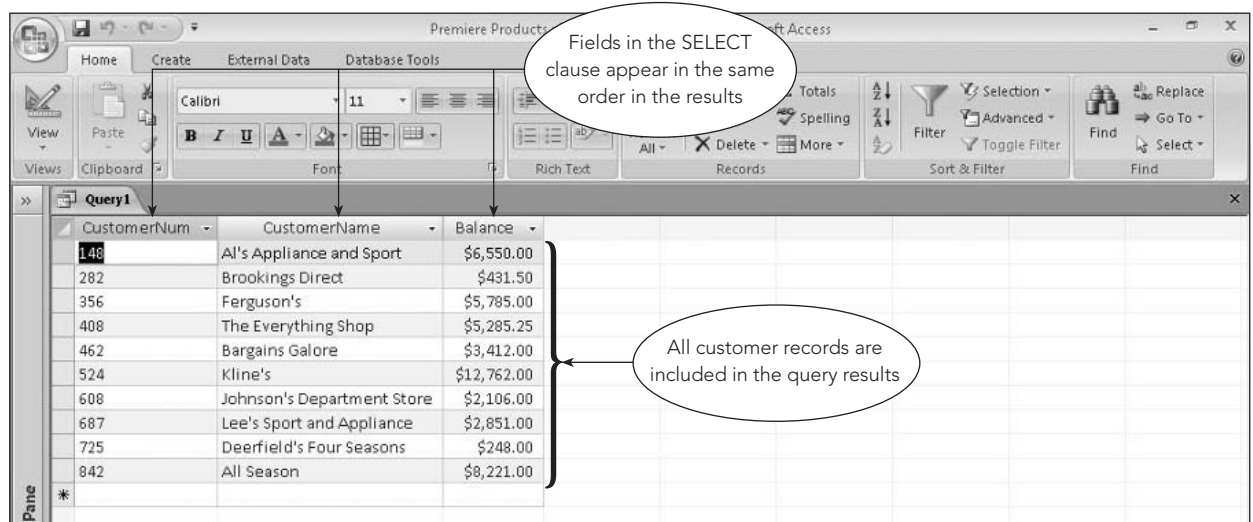 Premiere Products
ft Access
Fields in the SELECT
clause appear in the same
order in the results
Home Create External Data Database Tools
View
Paste
Calibri 11
B I U A
ab
All
Delete
Totals
Spelling
More
Filter
Selection
Advanced
Toggle Filter
Find
Replace
Go To
Select
Views Clipboard Font Rich Text Records Sort & Filter Find
» Query1 ×
CustomerNum CustomerName Balance
148 Al's Appliance and Sport $6,550.00
282 Brookings Direct $431.50
356 Ferguson's $5,785.00
408 The Everything Shop $5,285.25
462 Bargains Galore $3,412.00
524 Kline's $12,762.00
608 Johnson's Department Store $2,106.00
687 Lee's Sport and Appliance $2,851.00
725 Deerfield's Four Seasons $248.00
842 All Season $8,221.00
All customer records are
included in the query results
Pane